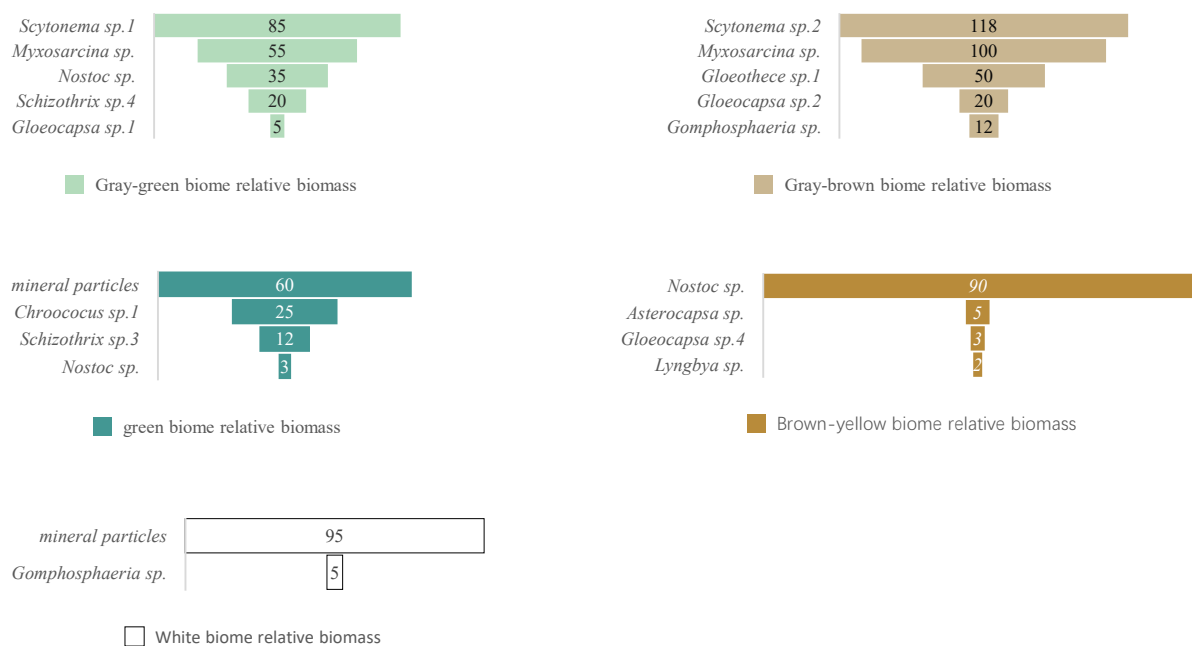 Scytonema sp.1 85
Myxosarcina sp. 55
Nostoc sp. 35
Schizothrix sp.4 20
Gloeocapsa sp.1 5
Gray-green biome relative biomass
Scytonema sp.2 118
Myxosarcina sp. 100
Gloeothece sp.1 50
Gloeocapsa sp.2 20
Gomphosphaeria sp. 12
Gray-brown biome relative biomass
mineral particles 60
Chroococus sp.1 25
Schizothrix sp.3 12
Nostoc sp. 3
green biome relative biomass
Nostoc sp. 90
Asterocapsa sp. 5
Gloeocapsa sp.4 3
Lyngbya sp. 2
Brown-yellow biome relative biomass
mineral particles 95
Gomphosphaeria sp. 5
White biome relative biomass